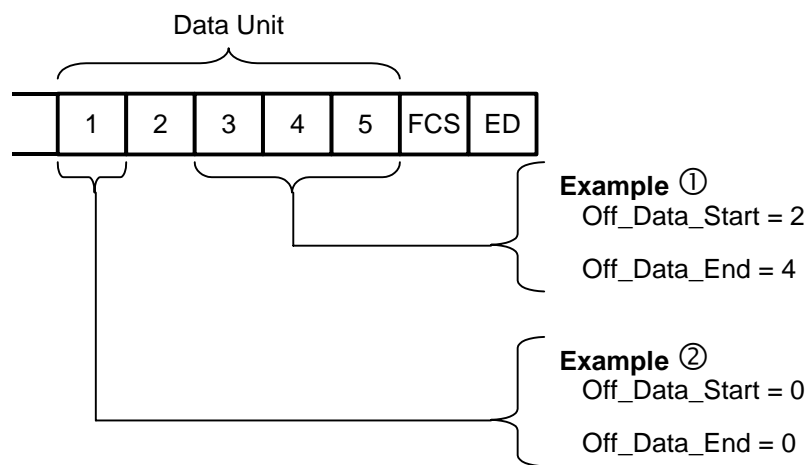 Data Unit
1 2 3 4 5 FCS ED
Example ①
Off_Data_Start = 2
Off_Data_End = 4
Example ②
Off_Data_Start = 0
Off_Data_End = 0